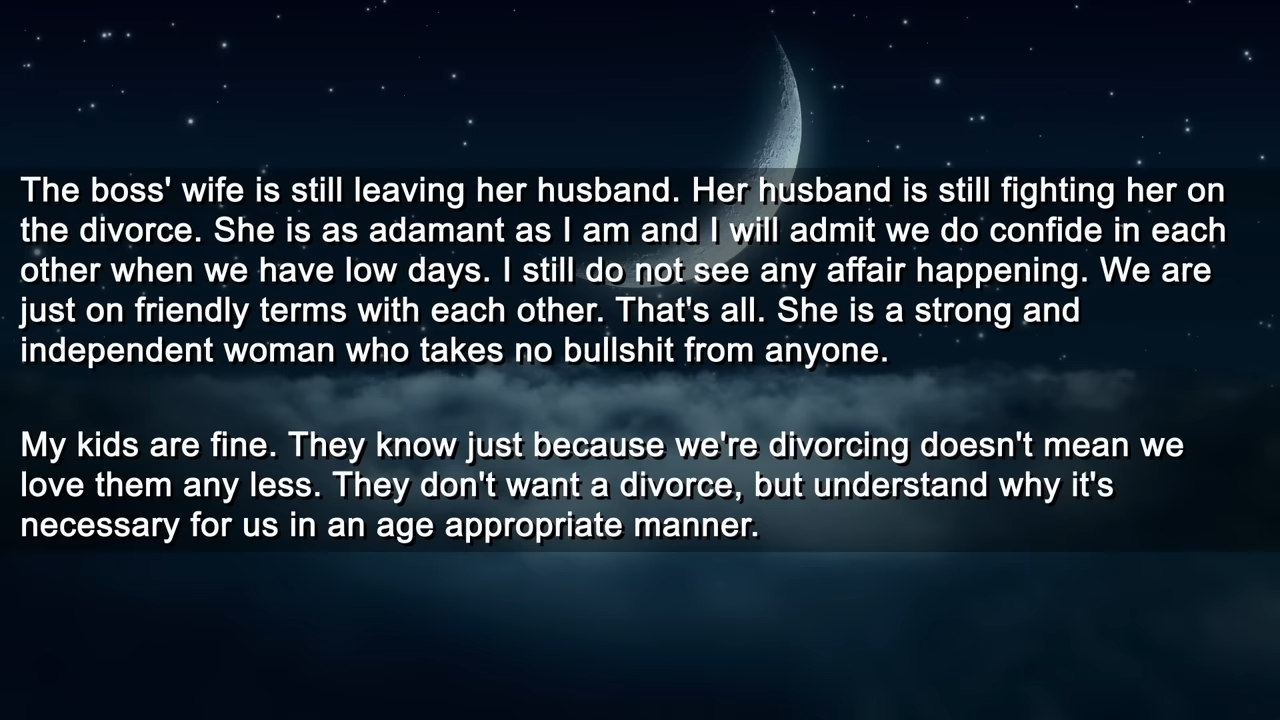 The boss' wife is still leaving her husband. Her husband is still fighting her on
the divorce. She is as adamant as I am and I will admit we do confide in each
other when we have low days. I still do not see any affair happening. We are
just on friendly terms with each other. That's all. She is a strong and
independent woman who takes no bullshit from anyone.
My kids are fine. They know just because we're divorcing doesn't mean we
love them any less. They don't want a divorce, but understand why it's
necessary for us in an age appropriate manner.